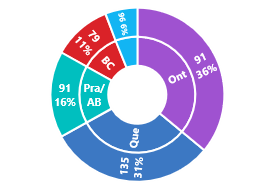 96 6%
91
36%
Ont
135
31%
Que
91
16%
Pra/
AB
79
11%
BC